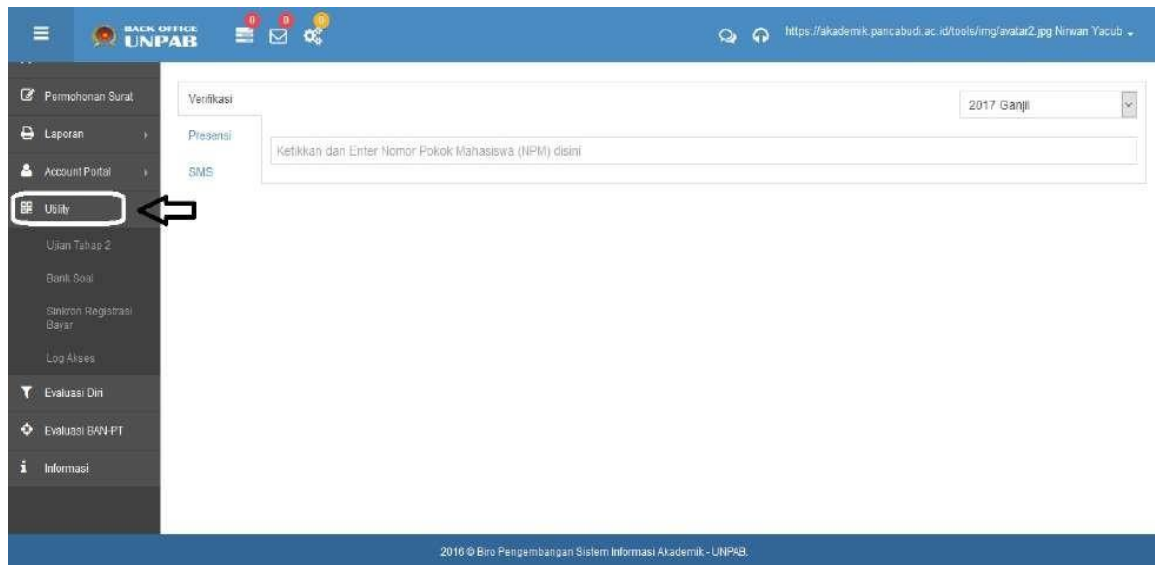 BACK OFFICE
UNPAB
0
0
0
https://akademik.pancabudi.ac.id/tools/img/avatar2.jpg Nirwan Yacub
Permohonan Surat
Laporan
Account Portal
Utility
Ujian Tahap 2
Bank Soal
Sinkron Registrasi
Bayar
Log Akses
Evaluasi Diri
Evaluasi BAN-PT
Informasi
Verifikasi
Presensi
SMS
2017 Ganjil
Ketikkan dan Enter Nomor Pokok Mahasiswa (NPM) disini
2016 © Biro Pengembangan Sistem Informasi Akademik - UNPAB.